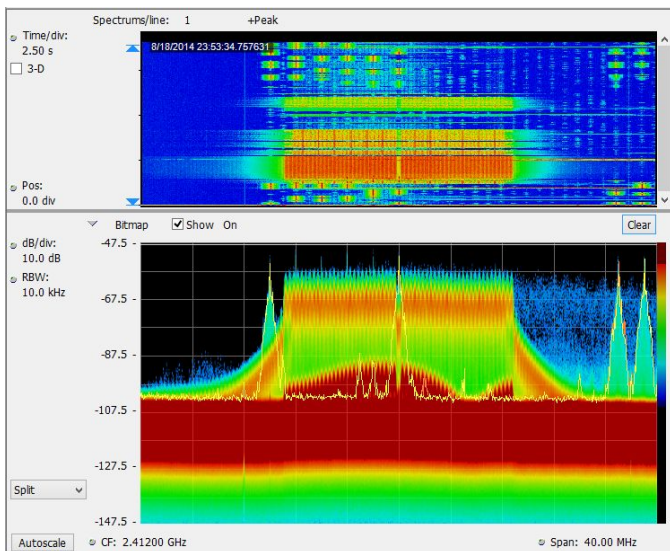 Spectrums/line: 1 +Peak
Time/div:
2.50 s
3-D
8/18/2014 23:53:34.757631
Pos:
0.0 div
Bitmap Show On Clear
dB/div:
10.0 dB
RBW:
10.0 kHz
-47.5
-67.5
-87.5
-107.5
-127.5
-147.5
Split
Autoscale CF: 2.41200 GHz Span: 40.00 MHz